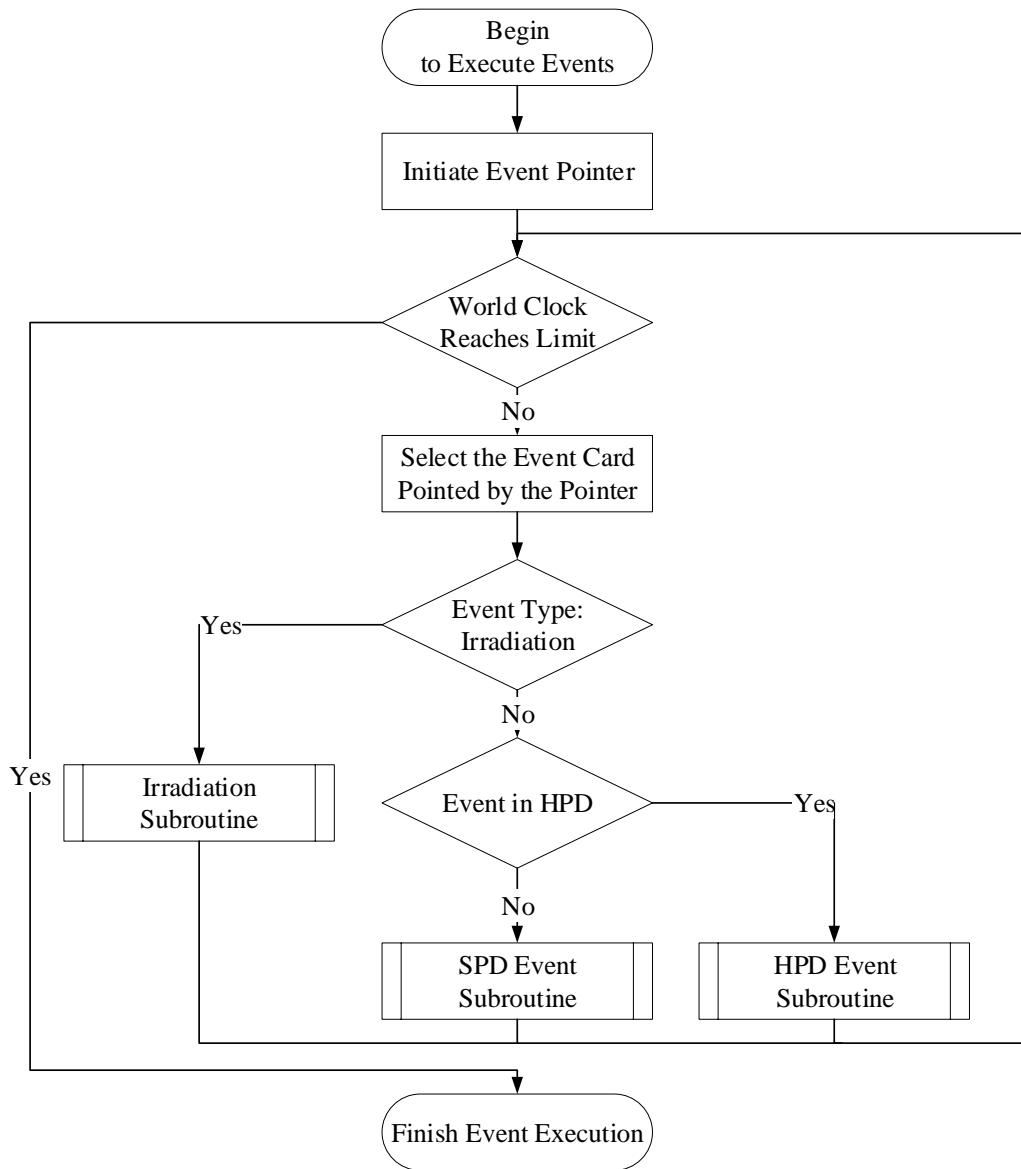 Begin
to Execute Events
Initiate Event Pointer
World Clock
Reaches Limit
No
Select the Event Card
Pointed by the Pointer
Event Type:
Irradiation
Yes
No
Yes
Irradiation
Subroutine
Event in HPD
Yes
No
SPD Event
Subroutine
HPD Event
Subroutine
Finish Event Execution